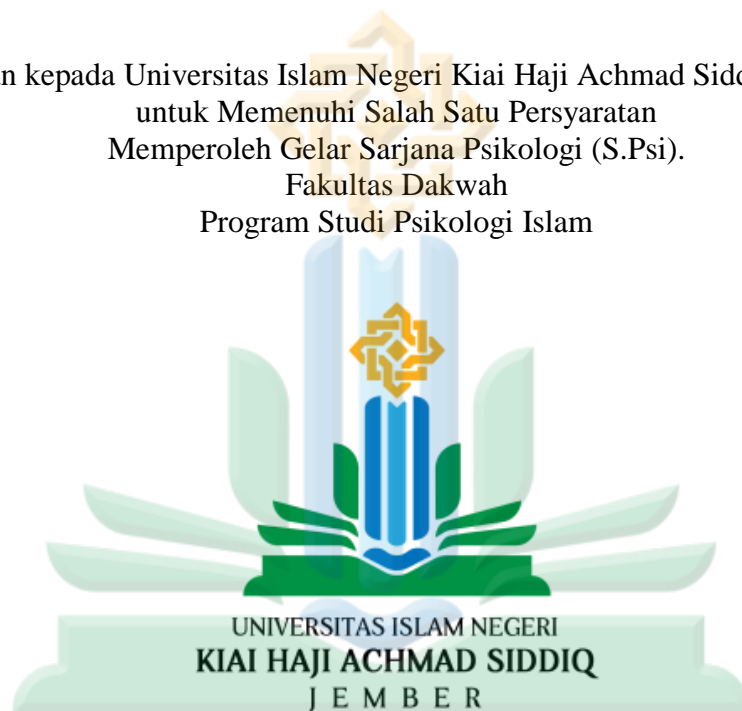 kepada Universitas Islam Negeri Kiai Haji Achmad
untuk Memenuhi Salah Satu Persyaratan
Memperoleh Gelar Sarjana Psikologi (S.Psi).
Fakultas Dakwah
Program Studi Psikologi Islam
UNIVERSITAS ISLAM NEGERI
KIAI HAJI ACHMAD SIDDIQ
JEMBER